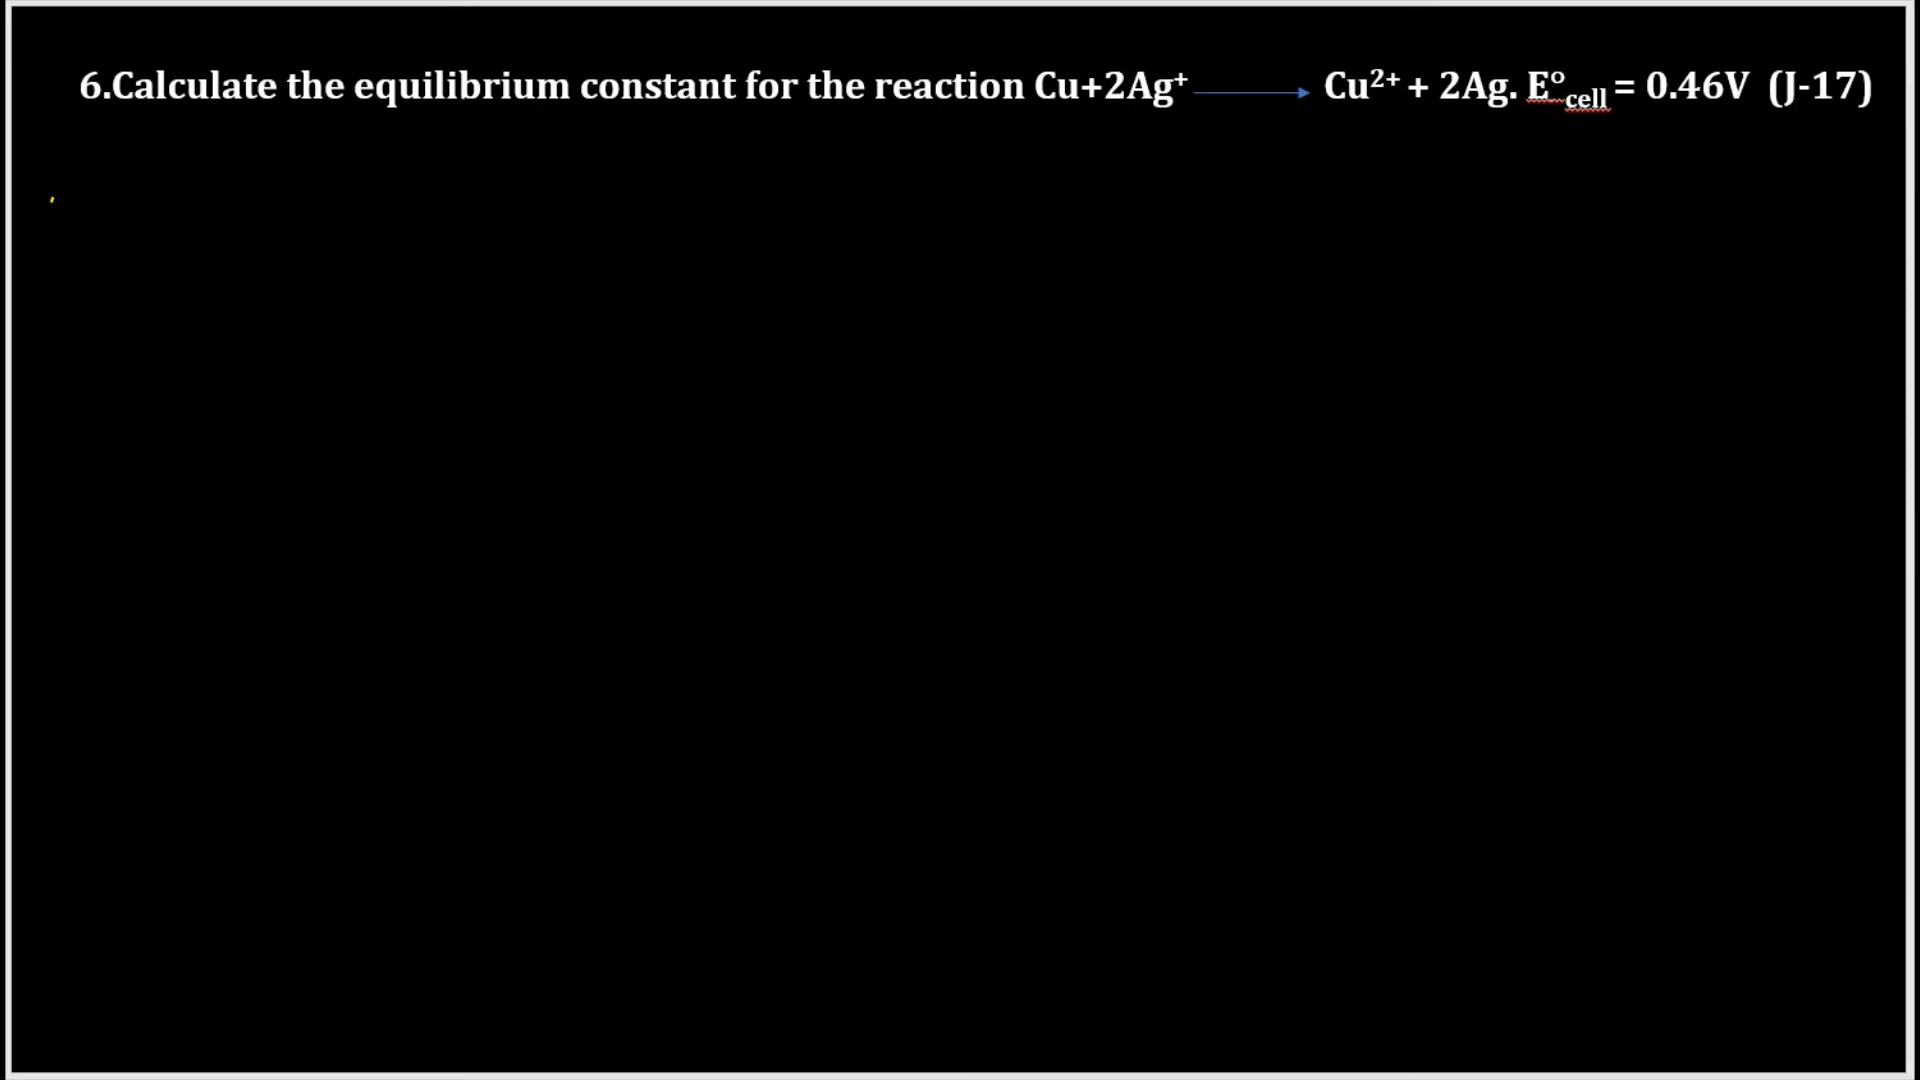 6.Calculate the equilibrium constant for the reaction Cu+2Ag⁺ ⟶ Cu²⁺ + 2Ag. E°cell = 0.46V (J-17)